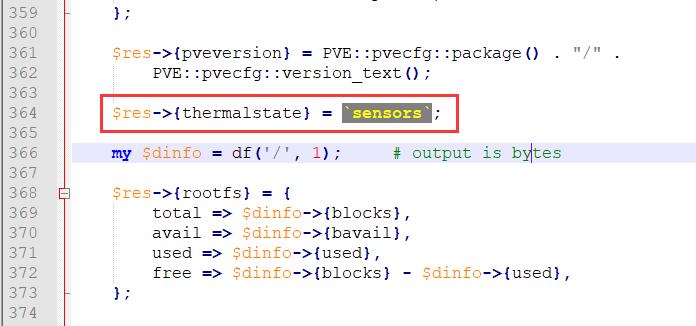 359 };
360
361 $res->{pveversion} = PVE::pvecfg::package() . "/" .
362 PVE::pvecfg::version_text();
363
364 $res->{thermalstate} = `sensors`;
365
366 my $dinfo = df('/', 1); # output is bytes
367
368 $res->{rootfs} = {
369 total => $dinfo->{blocks},
370 avail => $dinfo->{bavail},
371 used => $dinfo->{used},
372 free => $dinfo->{blocks} - $dinfo->{used},
373 };
374